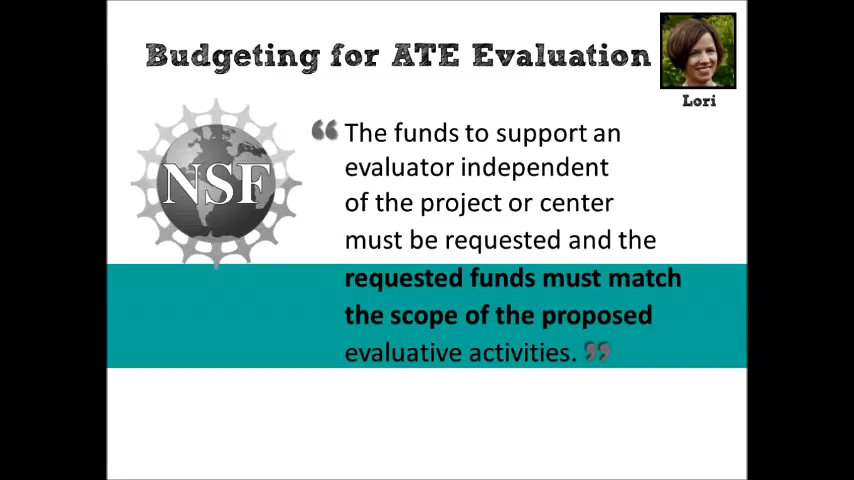 Budgeting for ATE Evaluation
Lori
NSF
“ The funds to support an
evaluator independent
of the project or center
must be requested and the
requested funds must match
the scope of the proposed
evaluative activities. ”